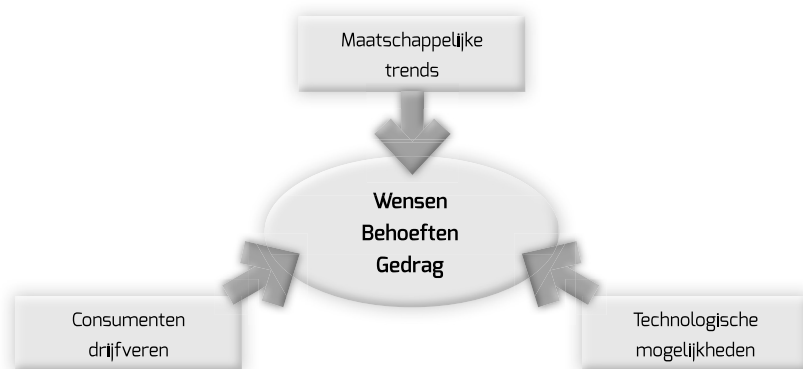 Maatschappelijke
trends
Wensen
Behoeften
Gedrag
Consumenten
drijfveren
Technologische
mogelijkheden